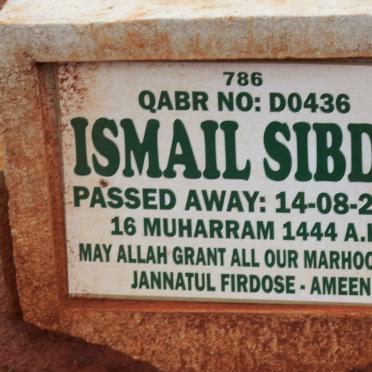 786
QABR NO: D0436
ISMAIL SIBD
PASSED AWAY: 14-08-2
16 MUHARRAM 1444 A.
MAY ALLAH GRANT ALL OUR MARHOO
JANNATUL FIRDOSE - AMEEN